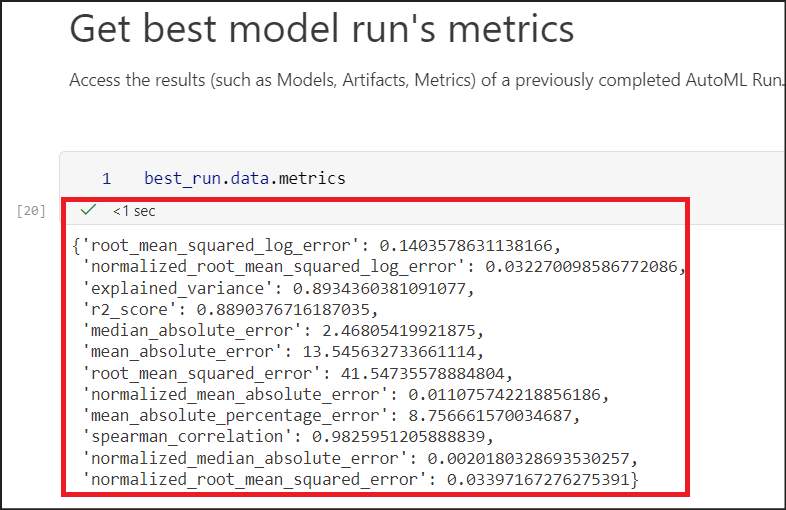 Get best model run's metrics
Access the results (such as Models, Artifacts, Metrics) of a previously completed AutoML Run.
1 best_run.data.metrics
[20] <1 sec
{'root_mean_squared_log_error': 0.1403578631138166,
'normalized_root_mean_squared_log_error': 0.032270098586772086,
'explained_variance': 0.8934360381091077,
'r2_score': 0.8890376716187035,
'median_absolute_error': 2.46805419921875,
'mean_absolute_error': 13.545632733661114,
'root_mean_squared_error': 41.54735578884804,
'normalized_mean_absolute_error': 0.011075742218856186,
'mean_absolute_percentage_error': 8.756661570034687,
'spearman_correlation': 0.9825951205888839,
'normalized_median_absolute_error': 0.0020180328693530257,
'normalized_root_mean_squared_error': 0.03397167276275391}